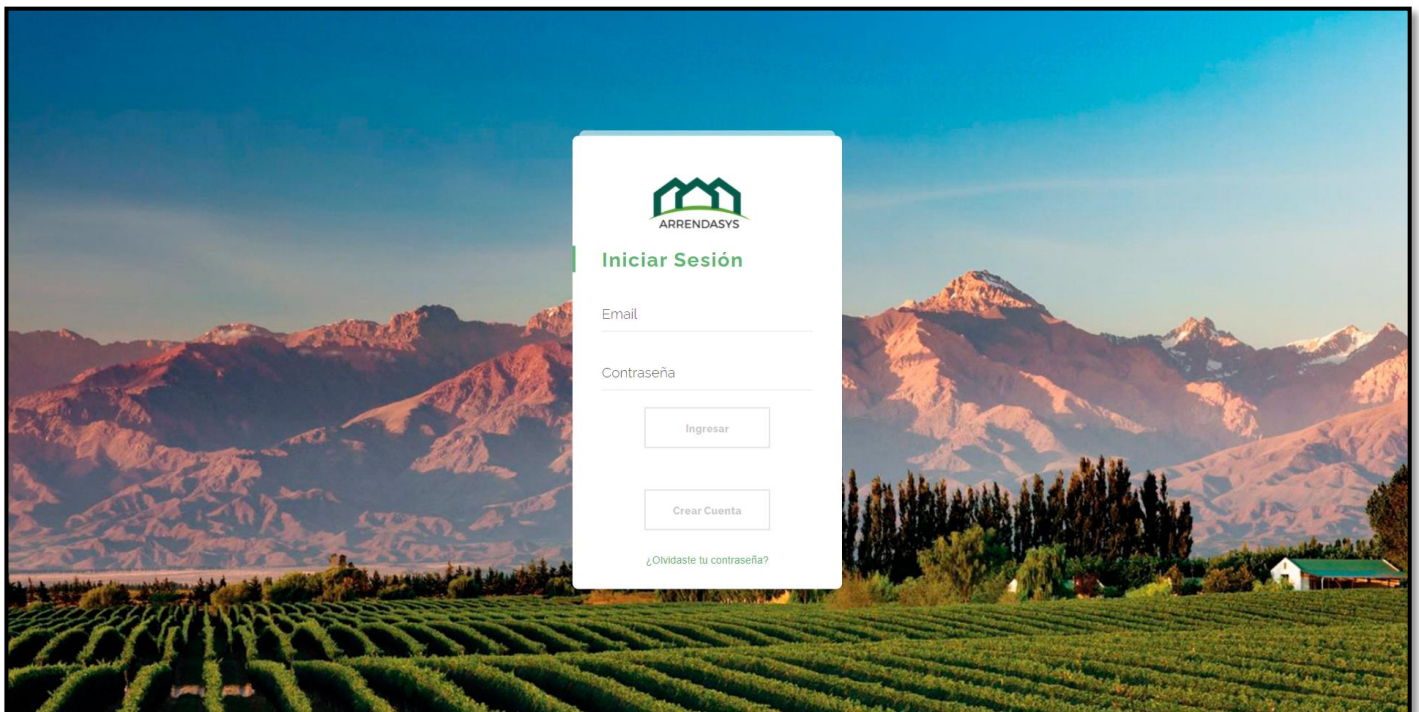 ARRENDASYS
Iniciar Sesión
Email
Contraseña
Ingresar
Crear Cuenta
¿Olvidaste tu contraseña?